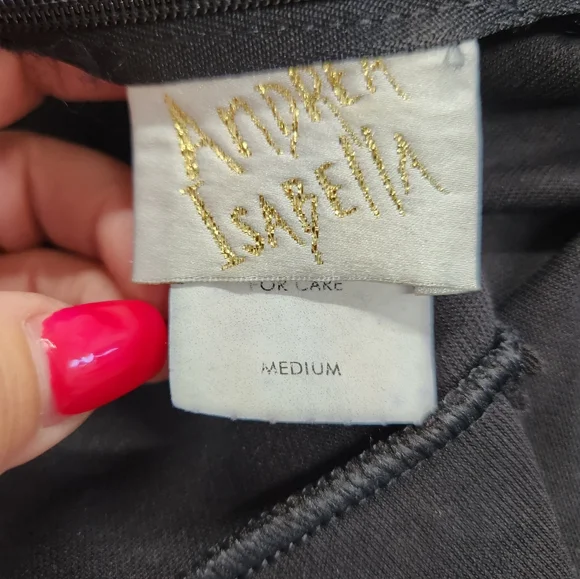 ANDREA
ISABELLA
FOR CARE
MEDIUM